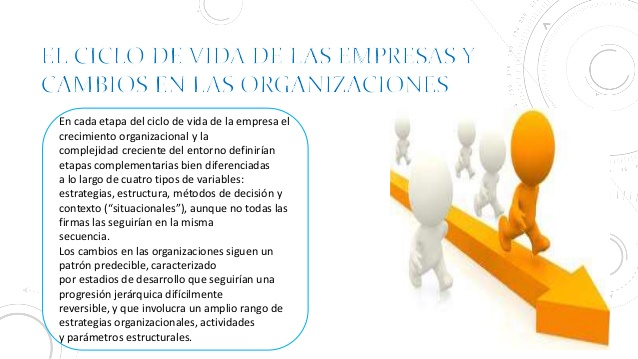 EL CICLO DE VIDA DE LAS EMPRESAS Y
CAMBIOS EN LAS ORGANIZACIONES
En cada etapa del ciclo de vida de la empresa el
crecimiento organizacional y la
complejidad creciente del entorno definirían
etapas complementarias bien diferenciadas
a lo largo de cuatro tipos de variables:
estrategias, estructura, métodos de decisión y
contexto (“situacionales”), aunque no todas las
firmas las seguirían en la misma
secuencia.
Los cambios en las organizaciones siguen un
patrón predecible, caracterizado
por estadios de desarrollo que seguirían una
progresión jerárquica difícilmente
reversible, y que involucra un amplio rango de
estrategias organizacionales, actividades
y parámetros estructurales.